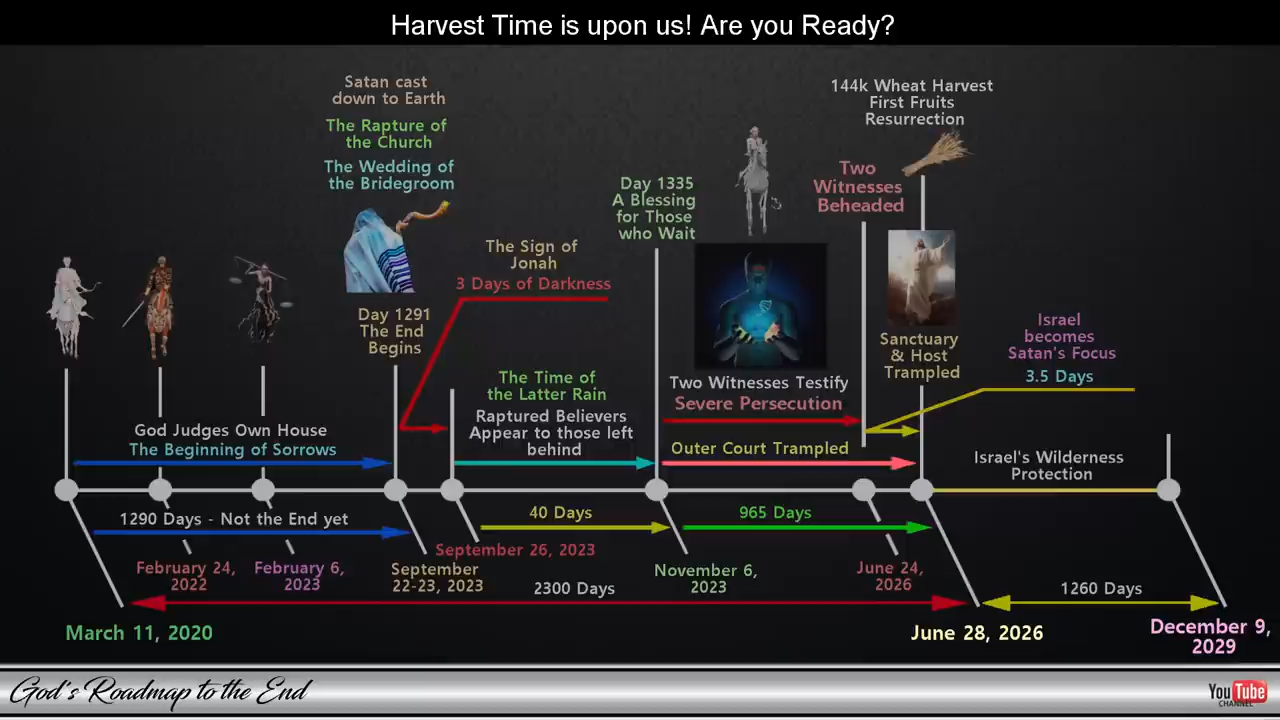 Harvest Time is upon us! Are you Ready?
Satan cast
down to Earth
The Rapture of
the Church
The Wedding of
the Bridegroom
144k Wheat Harvest
First Fruits
Resurrection
Two
Witnesses
Beheaded
Day 1335
A Blessing
for Those
who Wait
The Sign of
Jonah
3 Days of Darkness
Day 1291
The End
Begins
Israel
becomes
Satan's Focus
3.5 Days
Sanctuary
& Host
Trampled
The Time of
the Latter Rain
Raptured Believers
Appear to those left
behind
Two Witnesses Testify
Severe Persecution
God Judges Own House
The Beginning of Sorrows
Outer Court Trampled
Israel's Wilderness
Protection
1290 Days - Not the End yet
40 Days
965 Days
February 24,
2022
February 6,
2023
September
22-23, 2023
September 26, 2023
November 6,
2023
June 24,
2026
2300 Days
1260 Days
March 11, 2020
June 28, 2026
December 9,
2029
God's Roadmap to the End
YouTube
CHANNEL